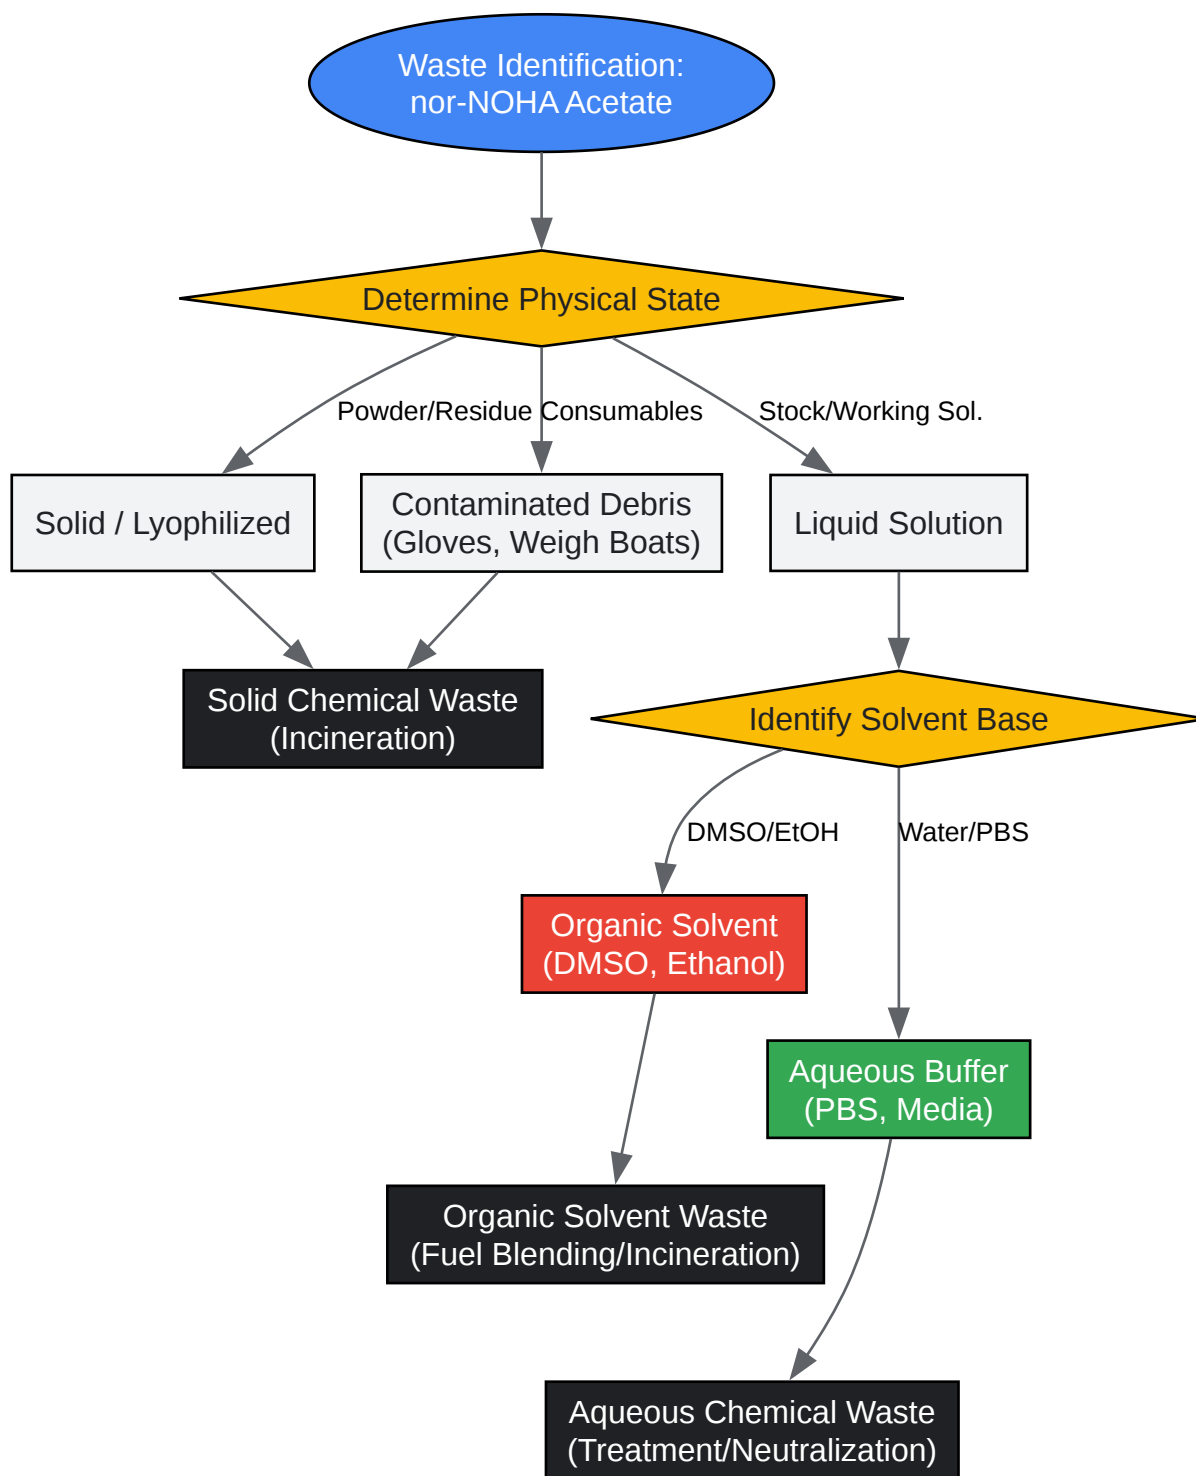 Waste Identification:
nor-NOHA Acetate
Determine Physical State
Powder/Residue
Consumables
Stock/Working Sol.
Solid / Lyophilized
Contaminated Debris
(Gloves, Weigh Boats)
Liquid Solution
Solid Chemical Waste
(Incineration)
Identify Solvent Base
DMSO/EtOH
Water/PBS
Organic Solvent
(DMSO, Ethanol)
Aqueous Buffer
(PBS, Media)
Organic Solvent Waste
(Fuel Blending/Incineration)
Aqueous Chemical Waste
(Treatment/Neutralization)